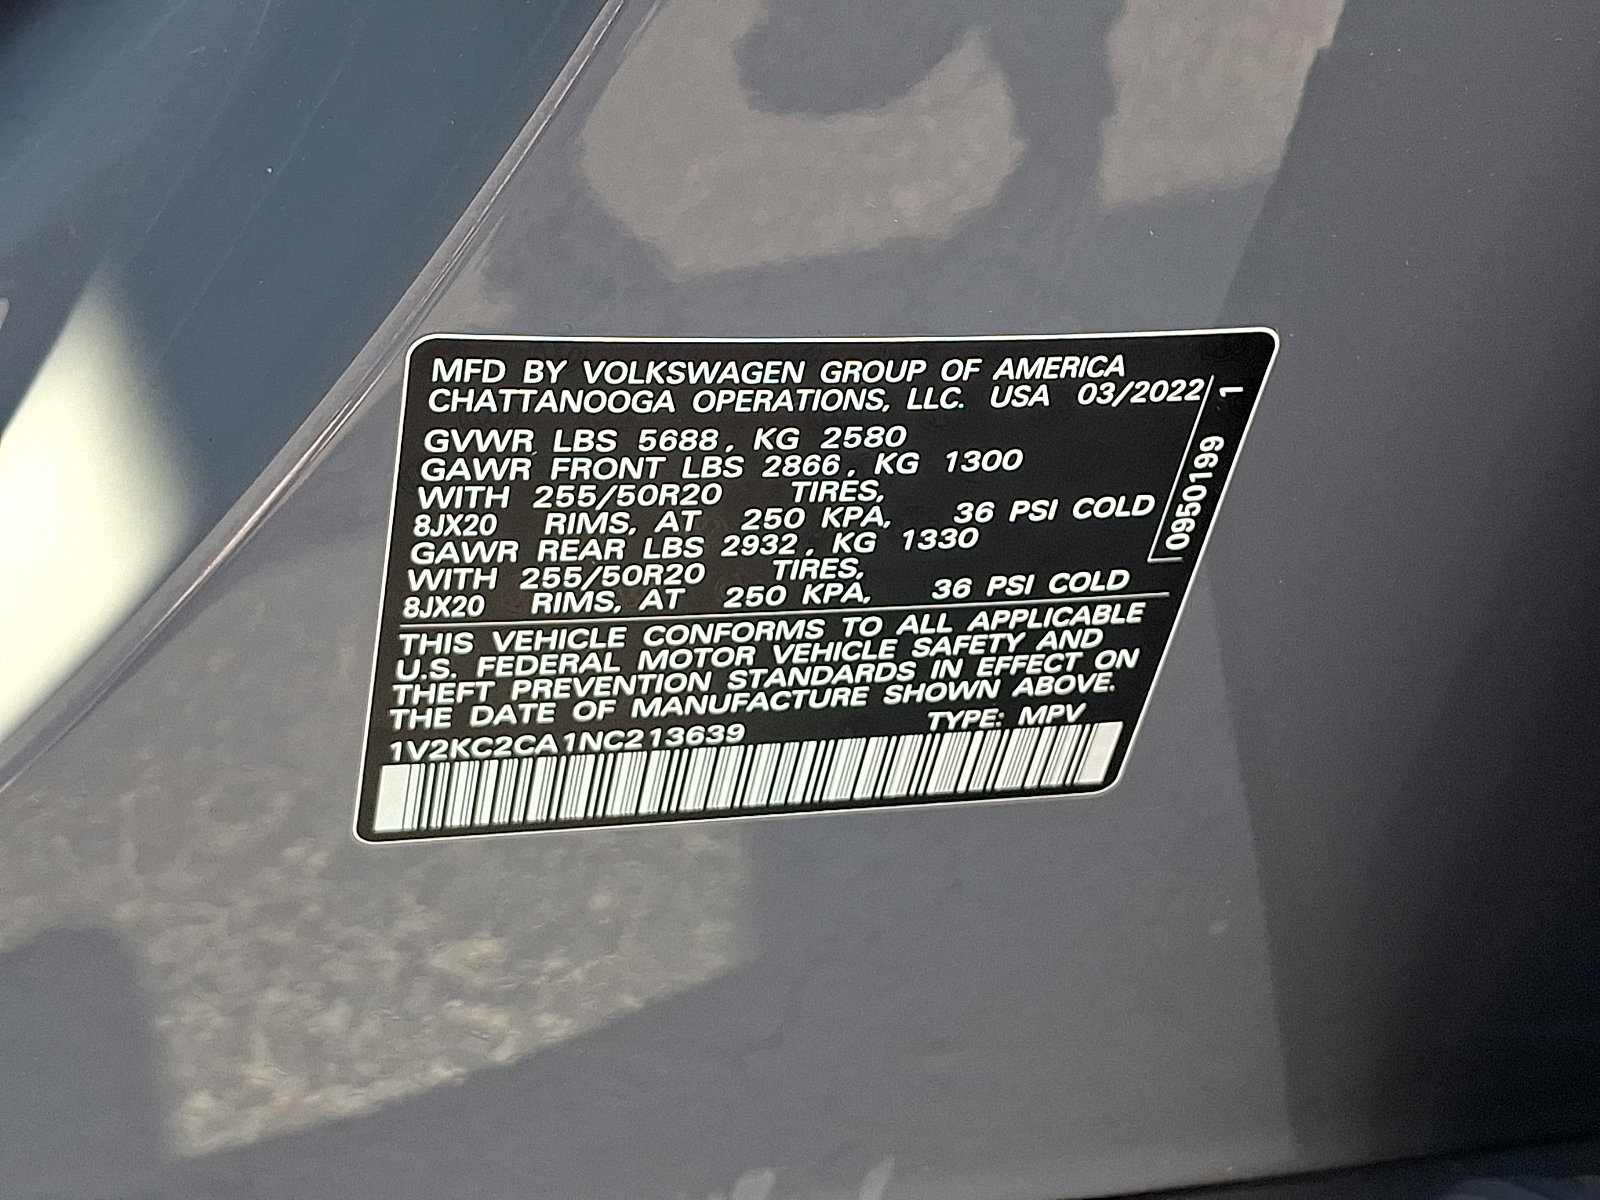 MFD BY VOLKSWAGEN GROUP OF AMERICA
CHATTANOOGA OPERATIONS, LLC. USA 03/2022
GVWR LBS 5688, KG 2580
GAWR FRONT LBS 2866, KG 1300
WITH 255/50R20 TIRES,
8JX20 RIMS, AT 250 KPA, 36 PSI COLD
GAWR REAR LBS 2932, KG 1330
WITH 255/50R20 TIRES,
8JX20 RIMS, AT 250 KPA, 36 PSI COLD
THIS VEHICLE CONFORMS TO ALL APPLICABLE
U.S. FEDERAL MOTOR VEHICLE SAFETY AND
THEFT PREVENTION STANDARDS IN EFFECT ON
THE DATE OF MANUFACTURE SHOWN ABOVE.
1V2KC2CA1NC213639 TYPE: MPV
0950199 1